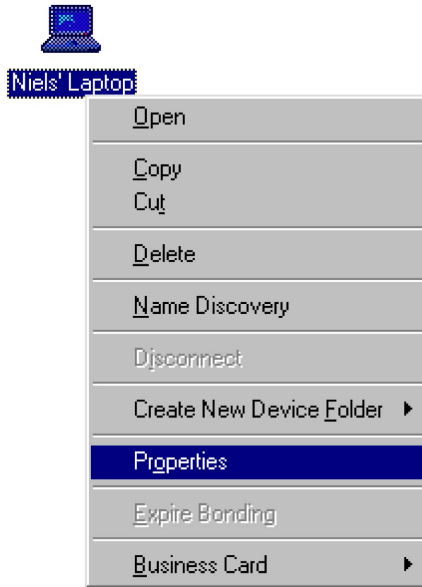 Niels' Laptop
Open
Copy
Cut
Delete
Name Discovery
Disconnect
Create New Device Folder
Properties
Expire Bonding
Business Card